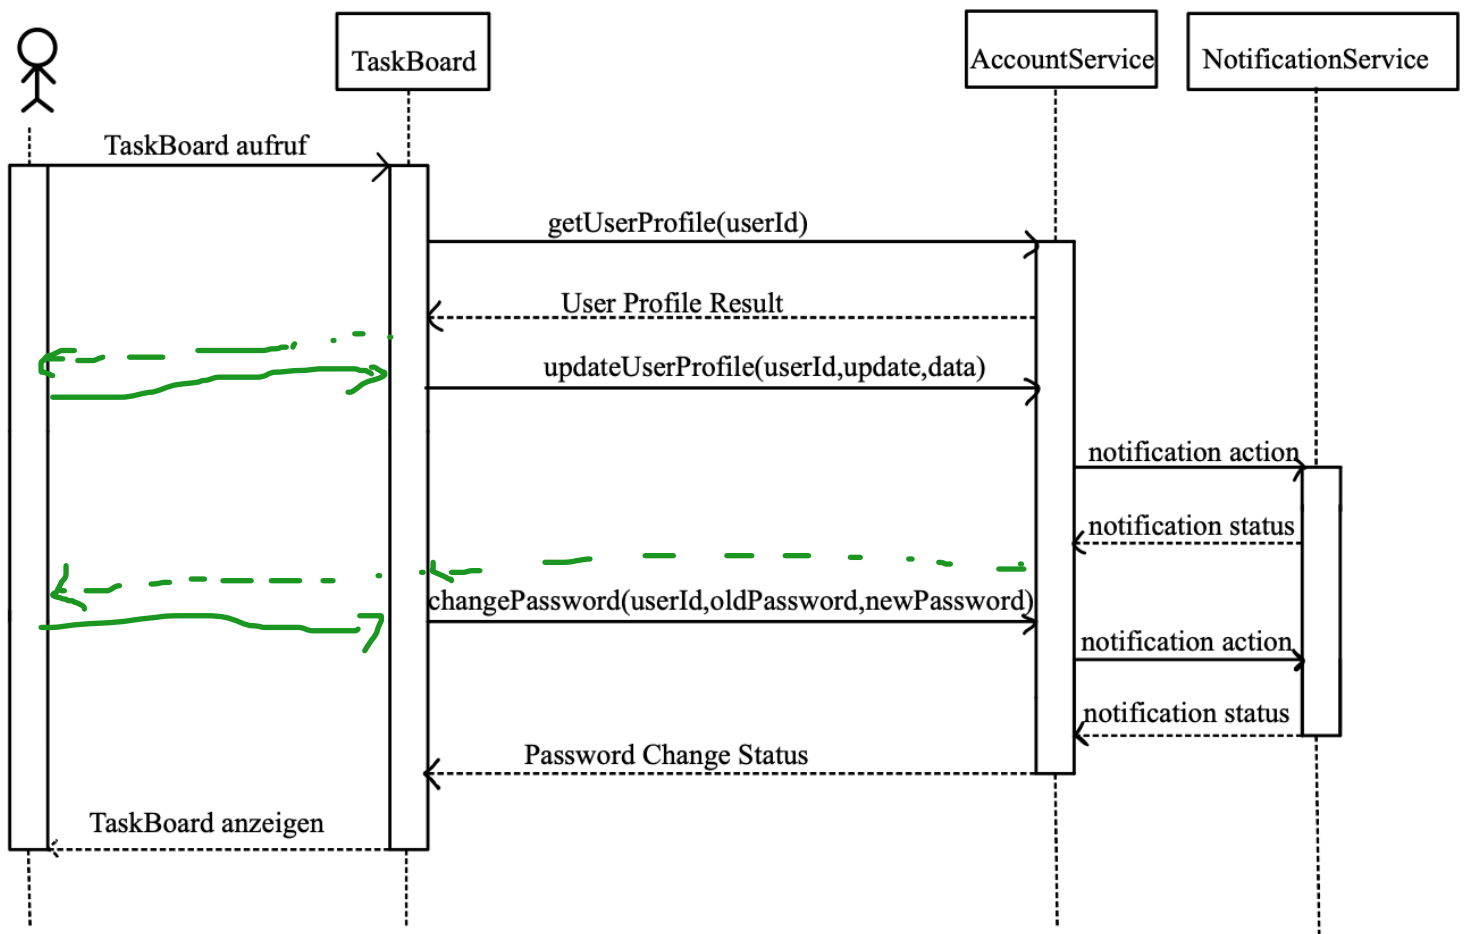 TaskBoard
AccountService
NotificationService
TaskBoard aufruf
getUserProfile(userId)
User Profile Result
updateUserProfile(userId,update,data)
notification action
notification status
changePassword(userId,oldPassword,newPassword)
notification action
notification status
Password Change Status
TaskBoard anzeigen